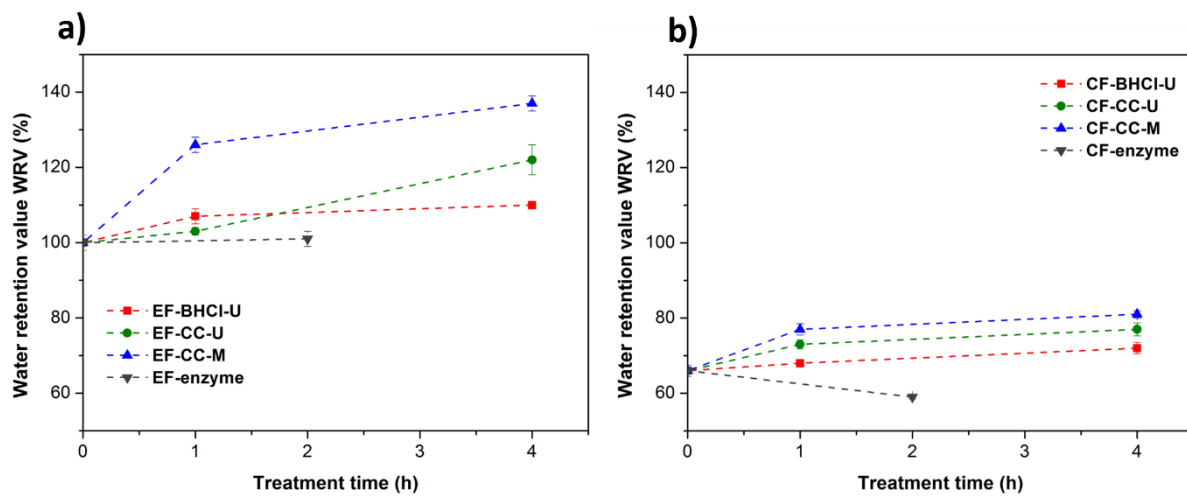 a)
Water retention value WRV (%)
140
120
100
80
60
0
1
2
3
4
Treatment time (h)
EF-BHCl-U
EF-CC-U
EF-CC-M
EF-enzyme
b)
Water retention value WRV (%)
140
120
100
80
60
0
1
2
3
4
Treatment time (h)
CF-BHCl-U
CF-CC-U
CF-CC-M
CF-enzyme